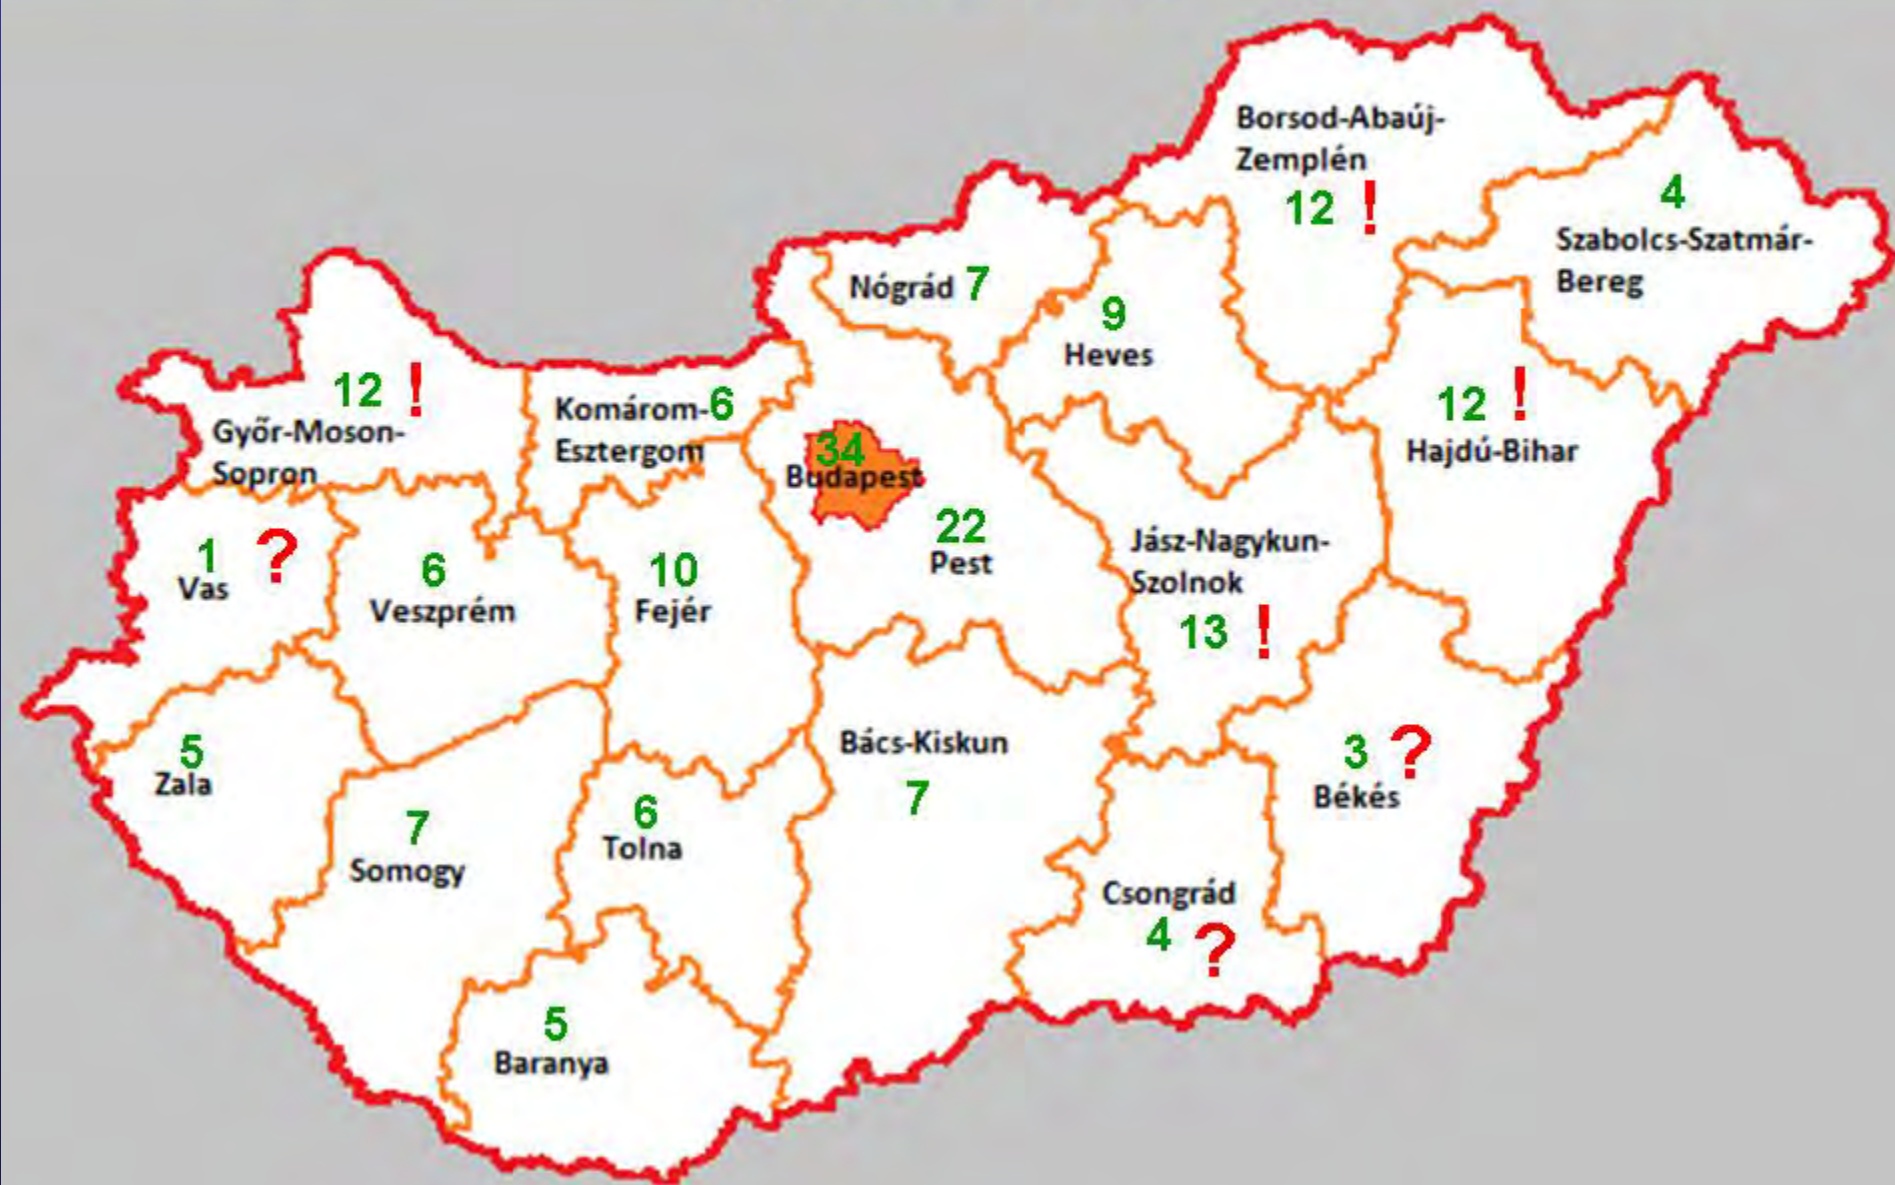 Borsod-Abaúj-
Zemplén
12 !
4
Szabolcs-Szatmár-
Bereg
Nógrád 7
9
Heves
12 !
Győr-Moson-
Sopron
Komárom-6
Esztergom
34
Budapest
12 !
Hajdú-Bihar
22
Pest
Jász-Nagykun-
Szolnok
13 !
1 ?
Vas
6
Veszprém
10
Fejér
5
Zala
7
Somogy
6
Tolna
Bács-Kiskun
7
3 ?
Békés
Csongrád
4 ?
5
Baranya